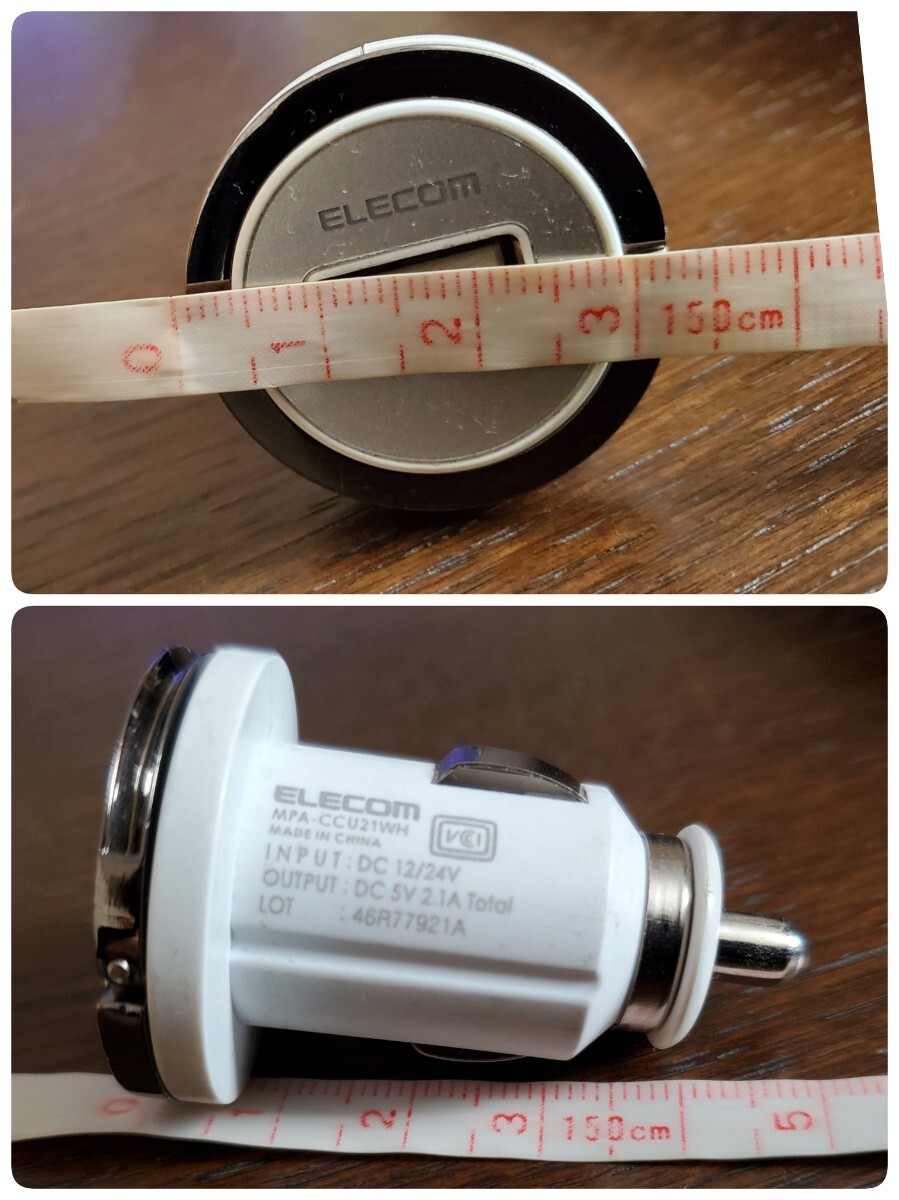 ELECOM
0 1 2 3 150cm
ELECOM
MPA-CCU21WH
MADE IN CHINA
VCCI
INPUT : DC 12/24V
OUTPUT : DC 5V 2.1A Total
LOT : 46R77921A
0 1 2 3 150cm 5